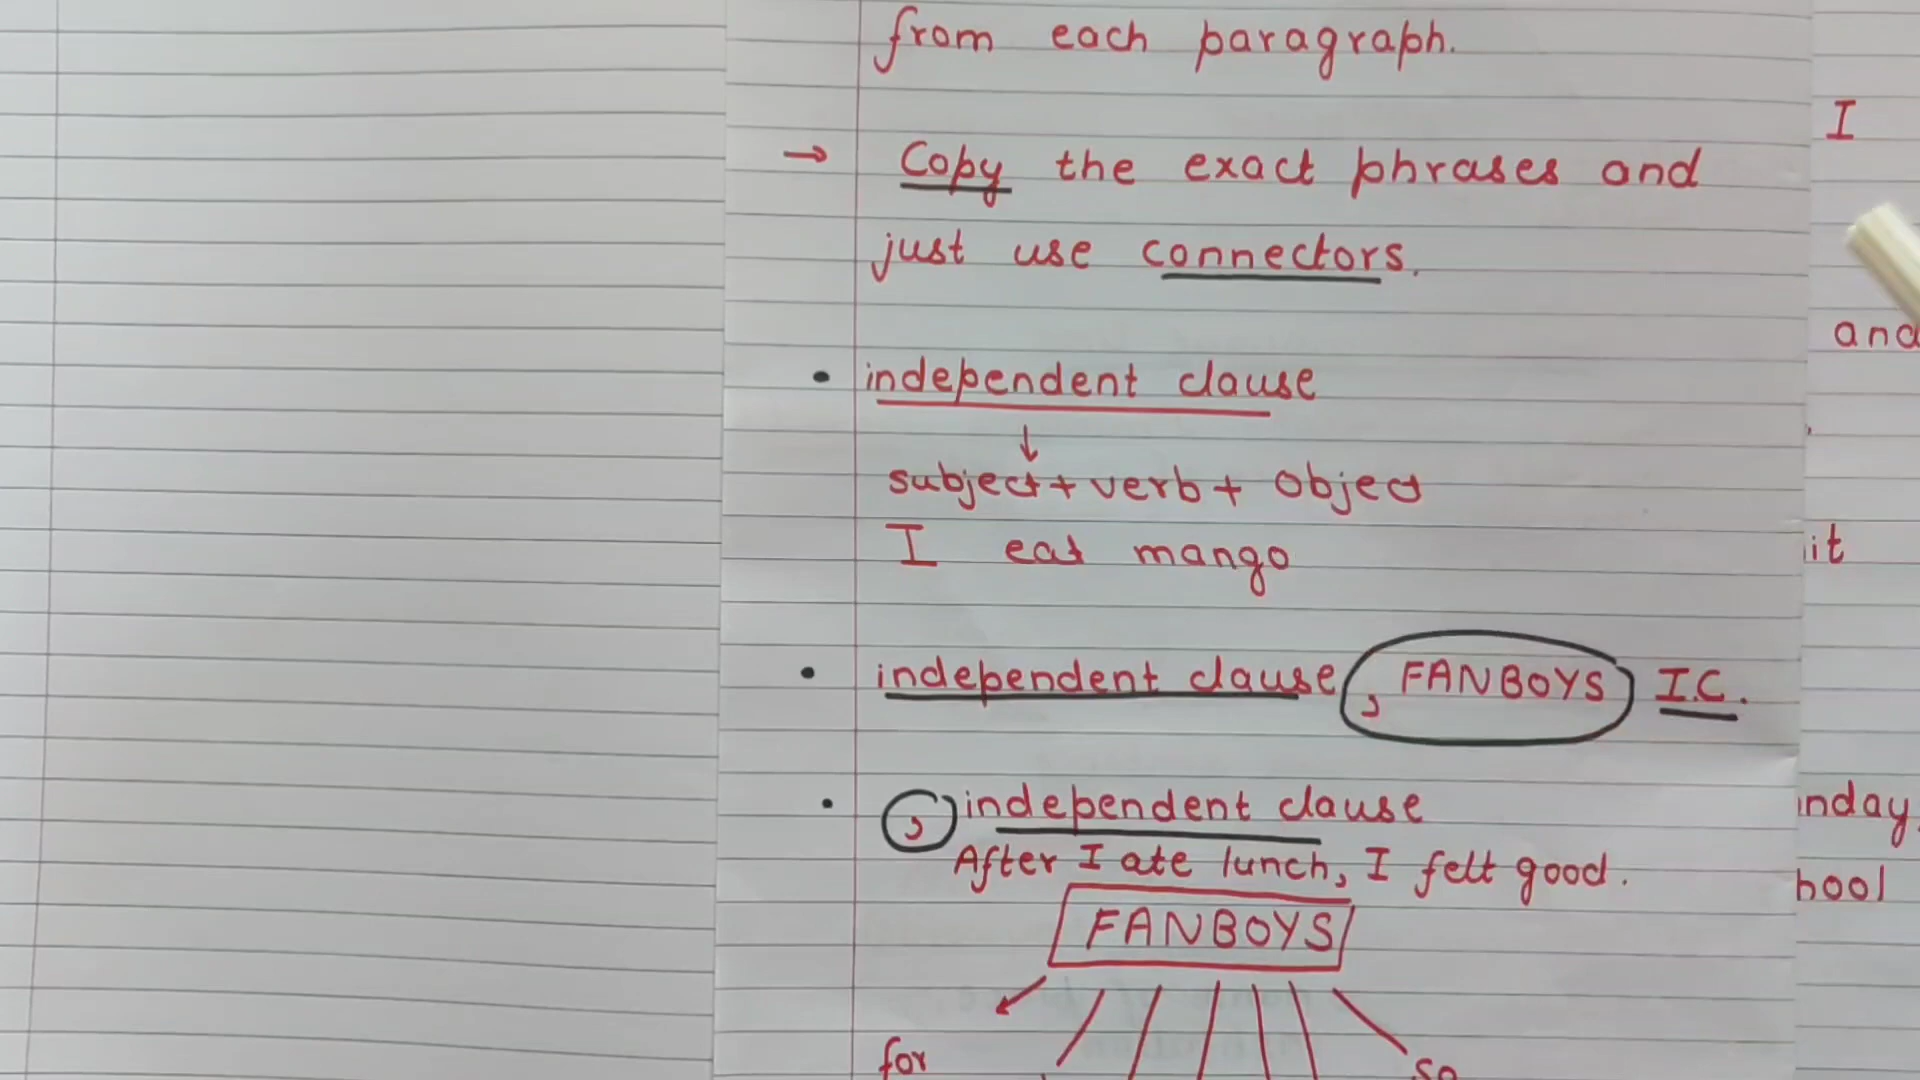 from each paragraph.
→ Copy the exact phrases and
just use connectors.
• independent clause
↓
subject + verb + object
I eat mango
• independent clause, FANBOYS I.C.
• , independent clause
After I ate lunch, I felt good.
FANBOYS
for so
I
and
it
nday.
hool